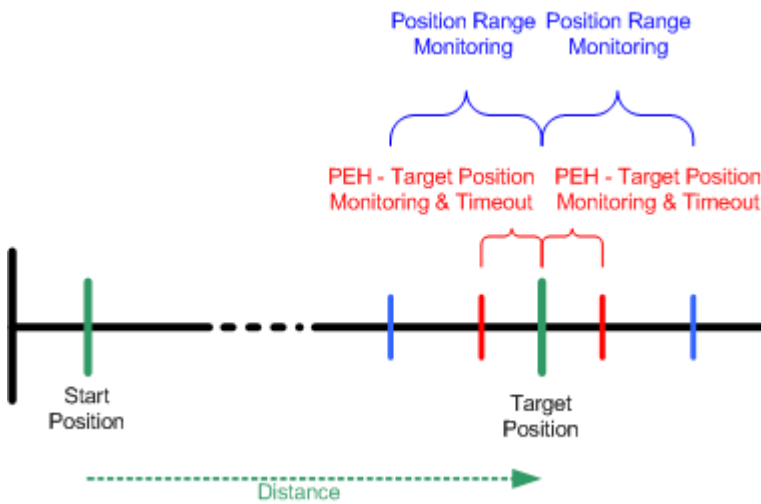 Position Range
Monitoring
Position Range
Monitoring
PEH - Target Position
Monitoring & Timeout
PEH - Target Position
Monitoring & Timeout
Start
Position
Target
Position
Distance